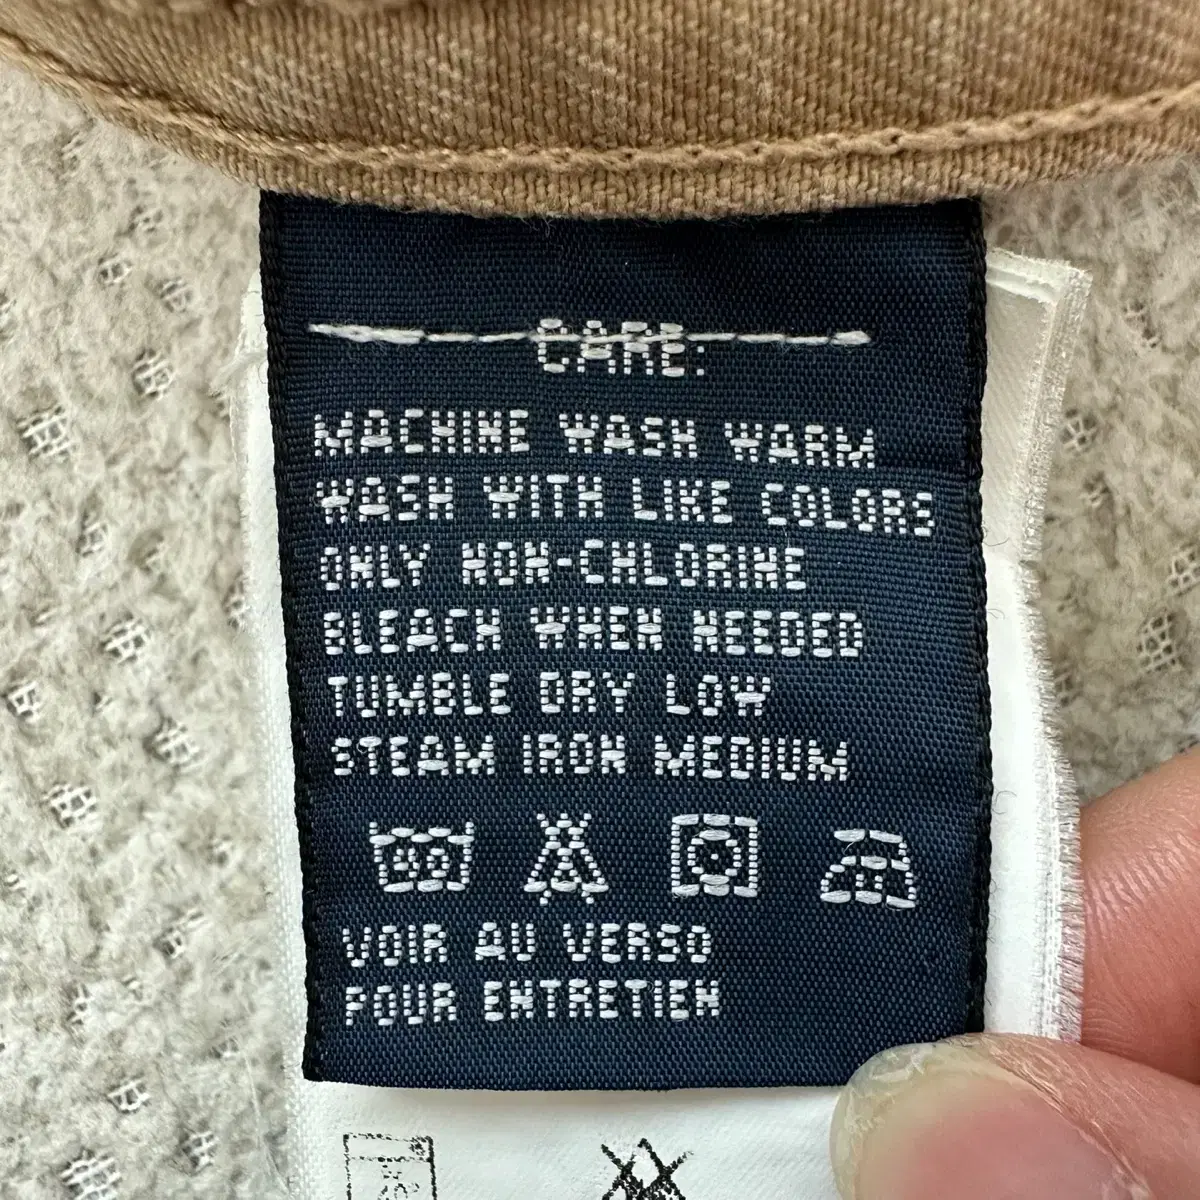 CARE:
MACHINE WASH WARM
WASH WITH LIKE COLORS
ONLY NON-CHLORINE
BLEACH WHEN NEEDED
TUMBLE DRY LOW
STEAM IRON MEDIUM
40
VOIR AU VERSO
POUR ENTRETIEN